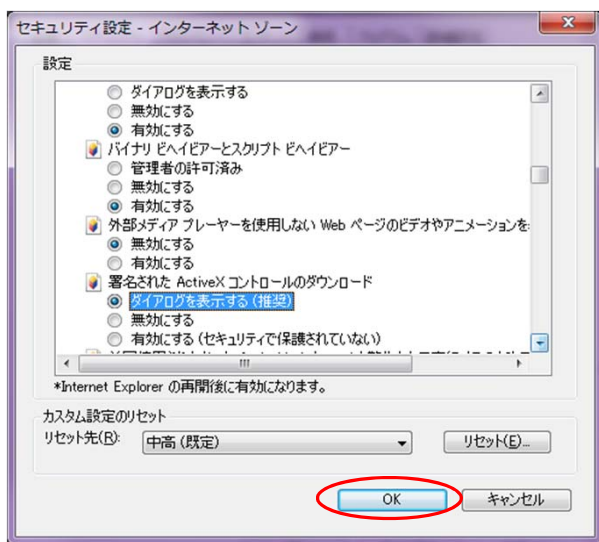 セキュリティ設定 - インターネット ゾーン
設定
ダイアログを表示する
無効にする
有効にする
バイナリ ビヘイビアーとスクリプト ビヘイビアー
管理者の許可済み
無効にする
有効にする
外部メディア プレーヤーを使用しない Web ページのビデオやアニメーションを
無効にする
有効にする
署名された ActiveX コントロールのダウンロード
ダイアログを表示する (推奨)
無効にする
有効にする (セキュリティで保護されていない)
*Internet Explorer の再開後に有効になります。
カスタム設定のリセット
リセット先(R): 中高 (既定) リセット(E)...
OK キャンセル